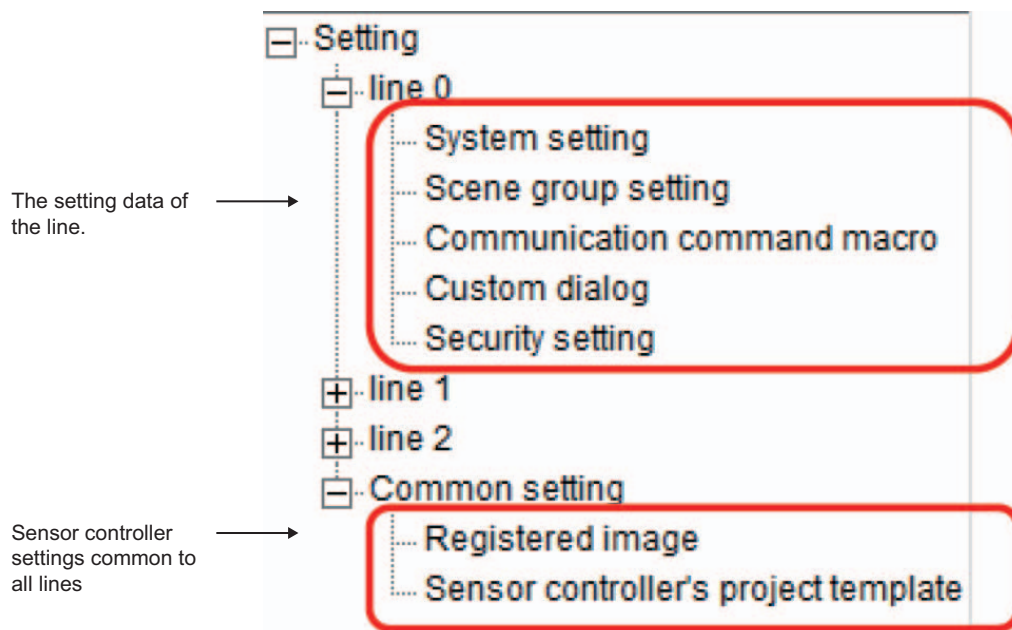 Setting
line 0
System setting
Scene group setting
Communication command macro
Custom dialog
Security setting
line 1
line 2
Common setting
Registered image
Sensor controller's project template
The setting data of
the line.
Sensor controller
settings common to
all lines